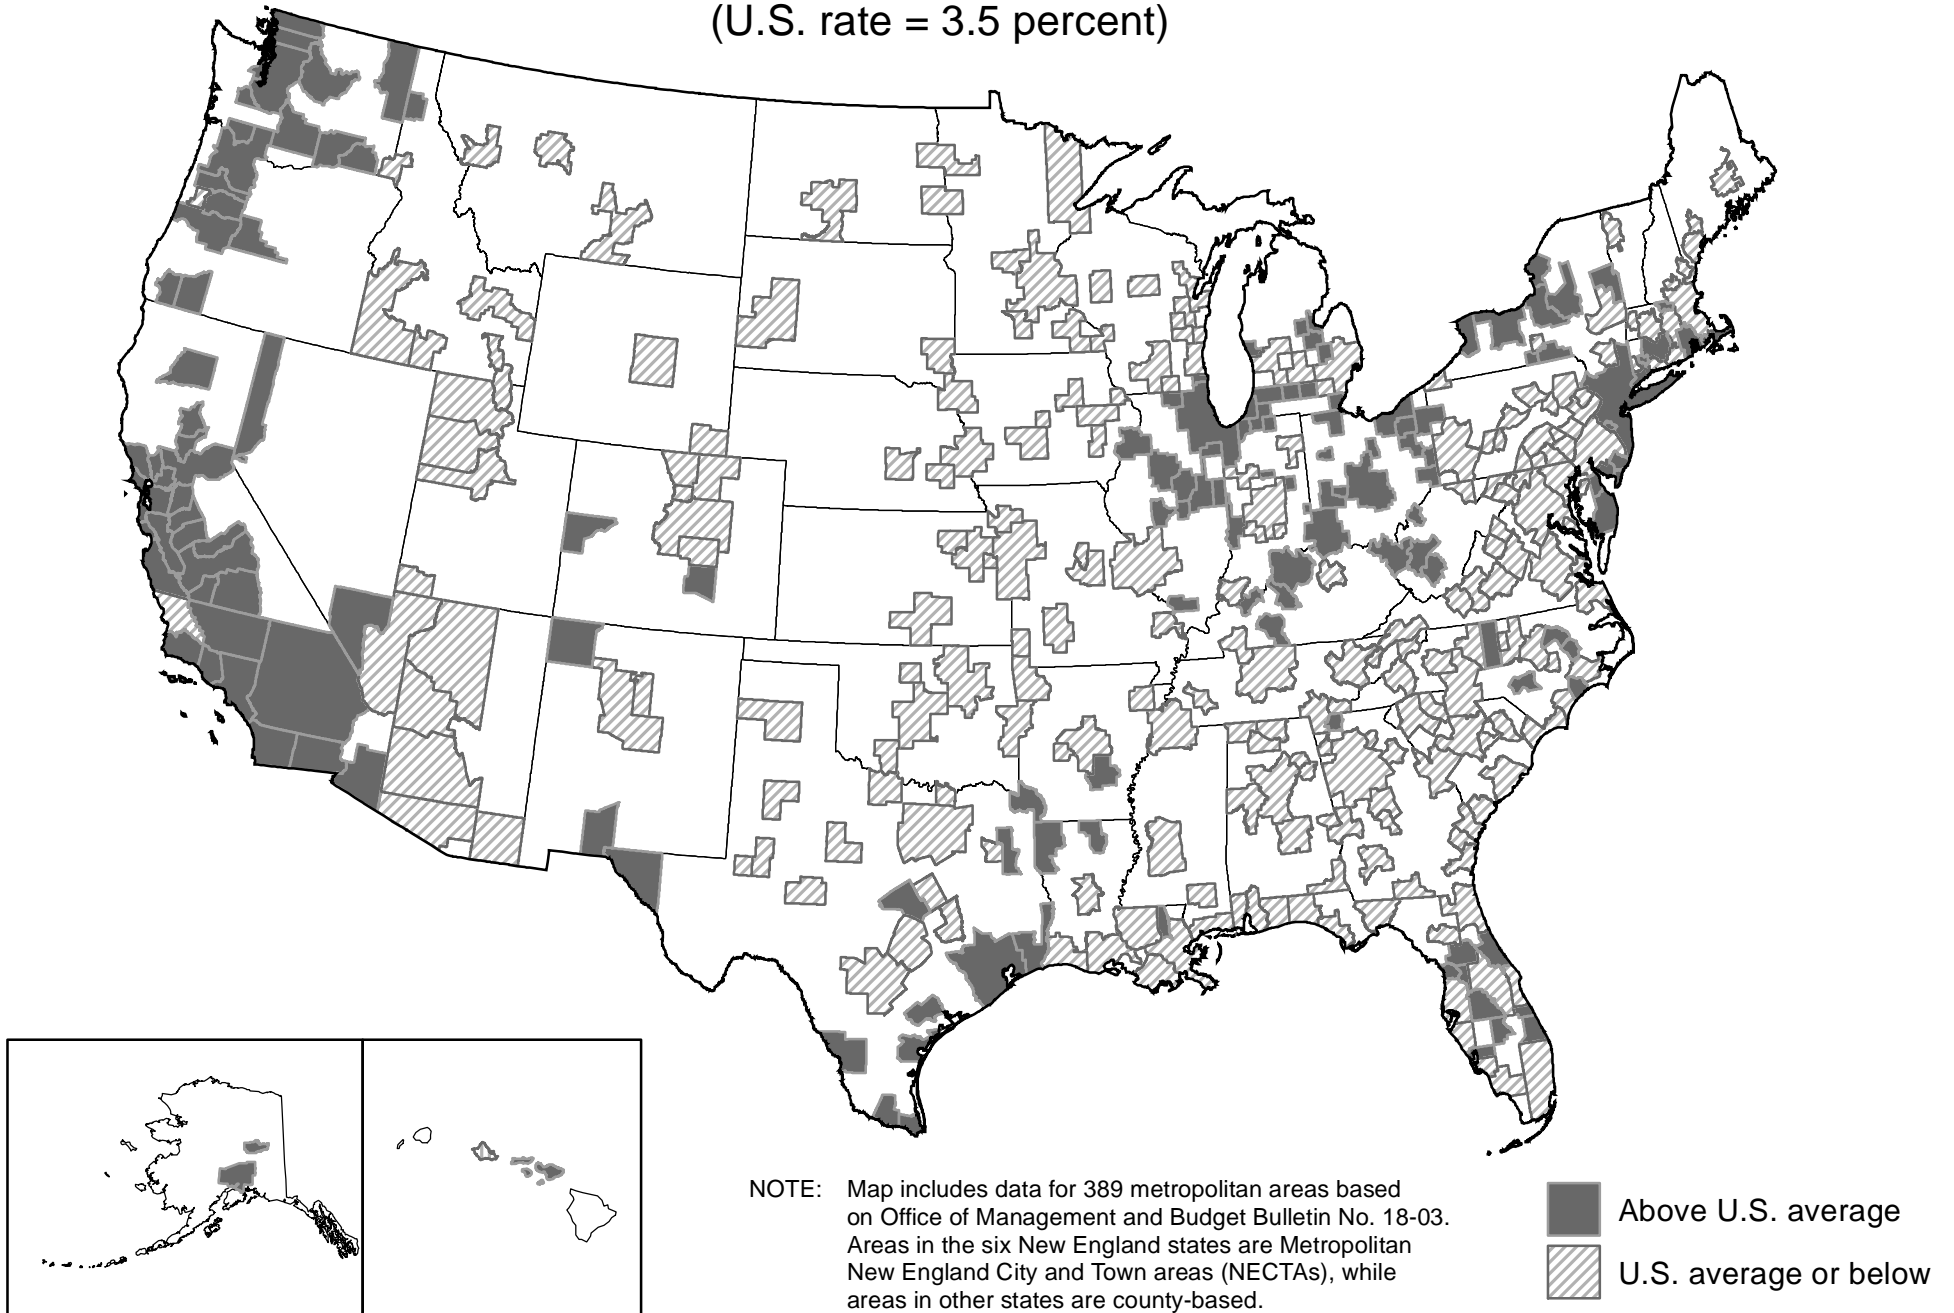 (U.S. rate = 3.5 percent)
NOTE: Map includes data for 389 metropolitan areas based
on Office of Management and Budget Bulletin No. 18-03.
Areas in the six New England states are Metropolitan
New England City and Town areas (NECTAs), while
areas in other states are county-based.
Above U.S. average
U.S. average or below